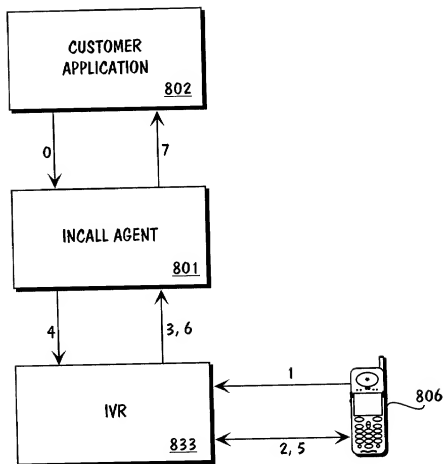 CUSTOMER
APPLICATION
802
0
7
INCALL AGENT
801
4
3, 6
IVR
833
1
2, 5
806